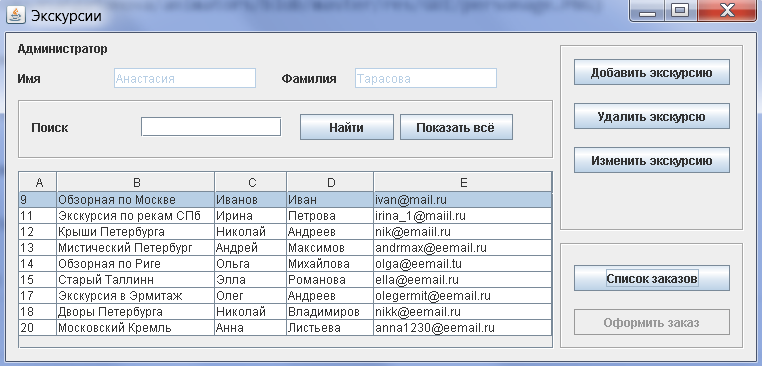 Экскурсии
Администратор
Имя Анастасия Фамилия Тарасова
Поиск Найти Показать всё
A B C D E
9 Обзорная по Москве Иванов Иван ivan@mail.ru
11 Экскурсия по рекам СПб Ирина Петрова irina_1@maiil.ru
12 Крыши Петербурга Николай Андреев nik@emaiil.ru
13 Мистический Петербург Андрей Максимов andrmax@eemail.ru
14 Обзорная по Риге Ольга Михайлова olga@eemail.tu
15 Старый Таллинн Элла Романова ella@eemail.ru
17 Экскурсия в Эрмитаж Олег Андреев olegermit@eemail.ru
18 Дворы Петербурга Николай Владимиров nikk@eemail.ru
20 Московский Кремль Анна Листьева anna1230@eemail.ru
Добавить экскурсию
Удалить экскурсю
Изменить экскурсию
Список заказов
Оформить заказ